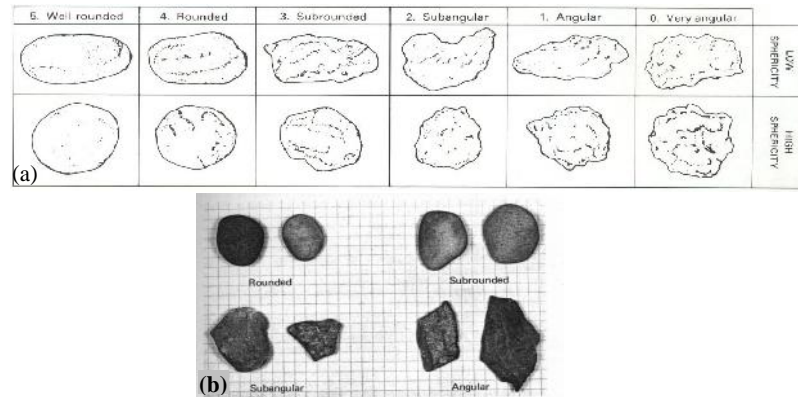 5. Well rounded 4. Rounded 3. Subrounded 2. Subangular 1. Angular 0. Very angular
LOW SPHERICITY
HIGH SPHERICITY
(a)
Rounded Subrounded
Subangular Angular
(b)